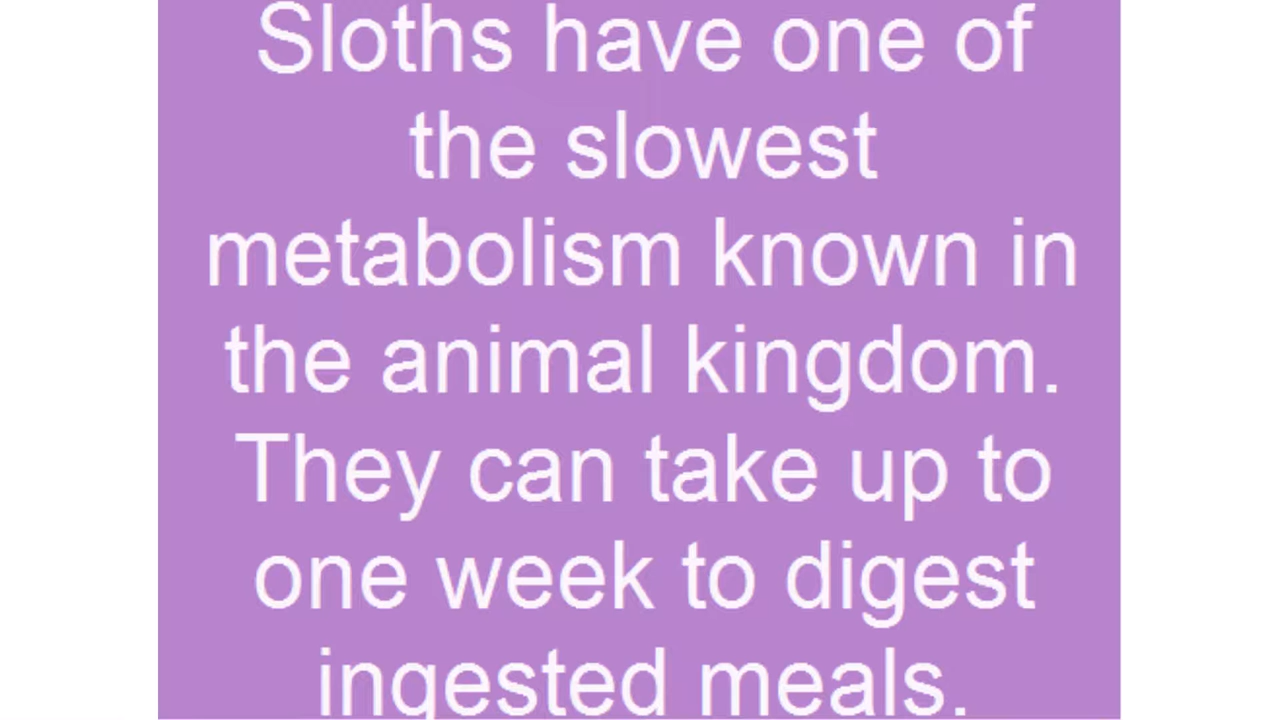 Sloths have one of
the slowest
metabolism known in
the animal kingdom.
They can take up to
one week to digest
ingested meals.